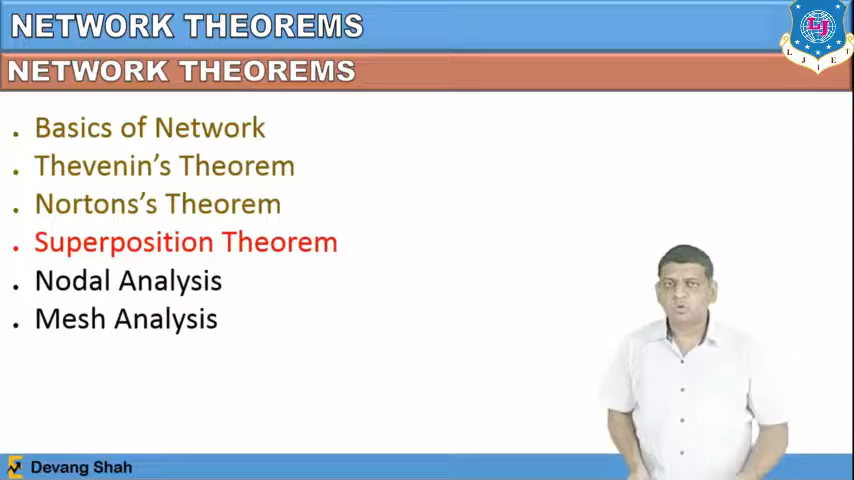 NETWORK THEOREMS
NETWORK THEOREMS
LJ
L J I E T
. Basics of Network
. Thevenin's Theorem
. Nortons's Theorem
. Superposition Theorem
. Nodal Analysis
. Mesh Analysis
Devang Shah